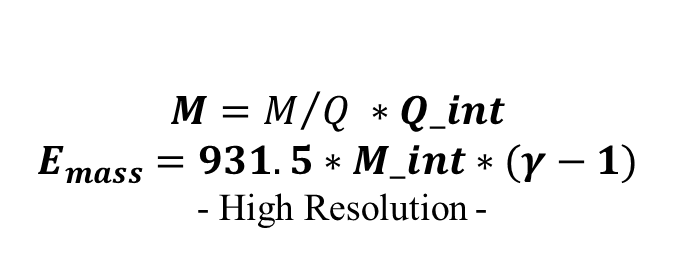 M = M/Q * Q_int
E_mass = 931.5 * M_int * (γ − 1)
- High Resolution -